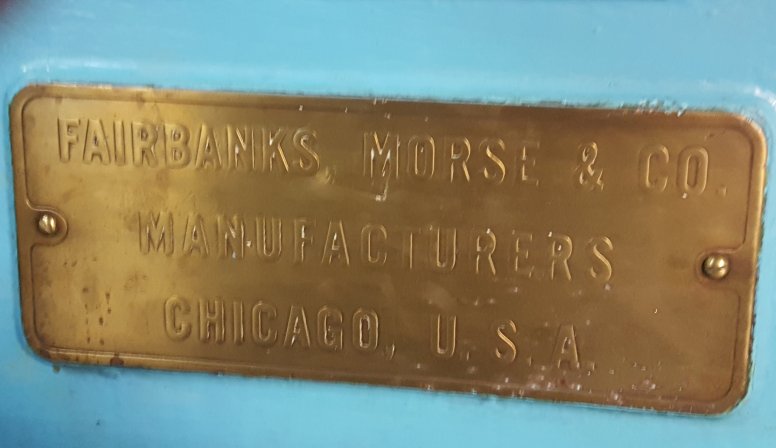 FAIRBANKS, MORSE & CO.
MANUFACTURERS
CHICAGO, U.S.A.